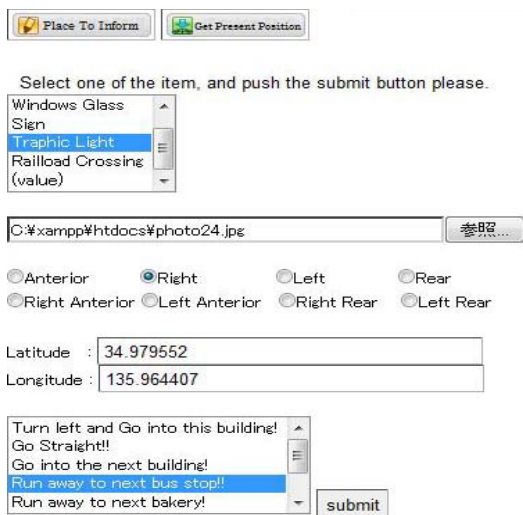 Place To Inform Get Present Position
Select one of the item, and push the submit button please.
Windows Glass
Sign
Traphic Light
Railload Crossing
(value)
C:¥xampp¥htdocs¥photo24.jpg 参照...
Anterior Right Left Rear
Right Anterior Left Anterior Right Rear Left Rear
Latitude : 34.979552
Longitude : 135.964407
Turn left and Go into this building!
Go Straight!!
Go into the next building!
Run away to next bus stop!!
Run away to next bakery!
submit